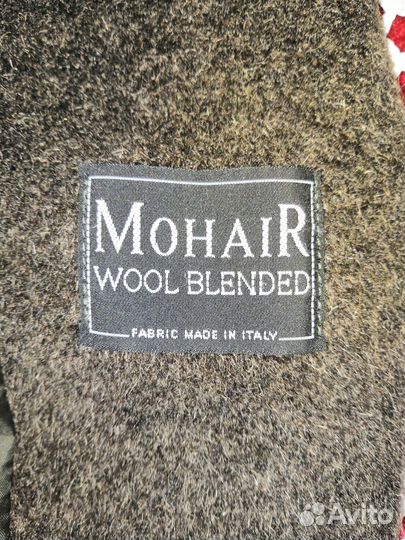 MOHAIR
WOOL BLENDED
FABRIC MADE IN ITALY
Avito